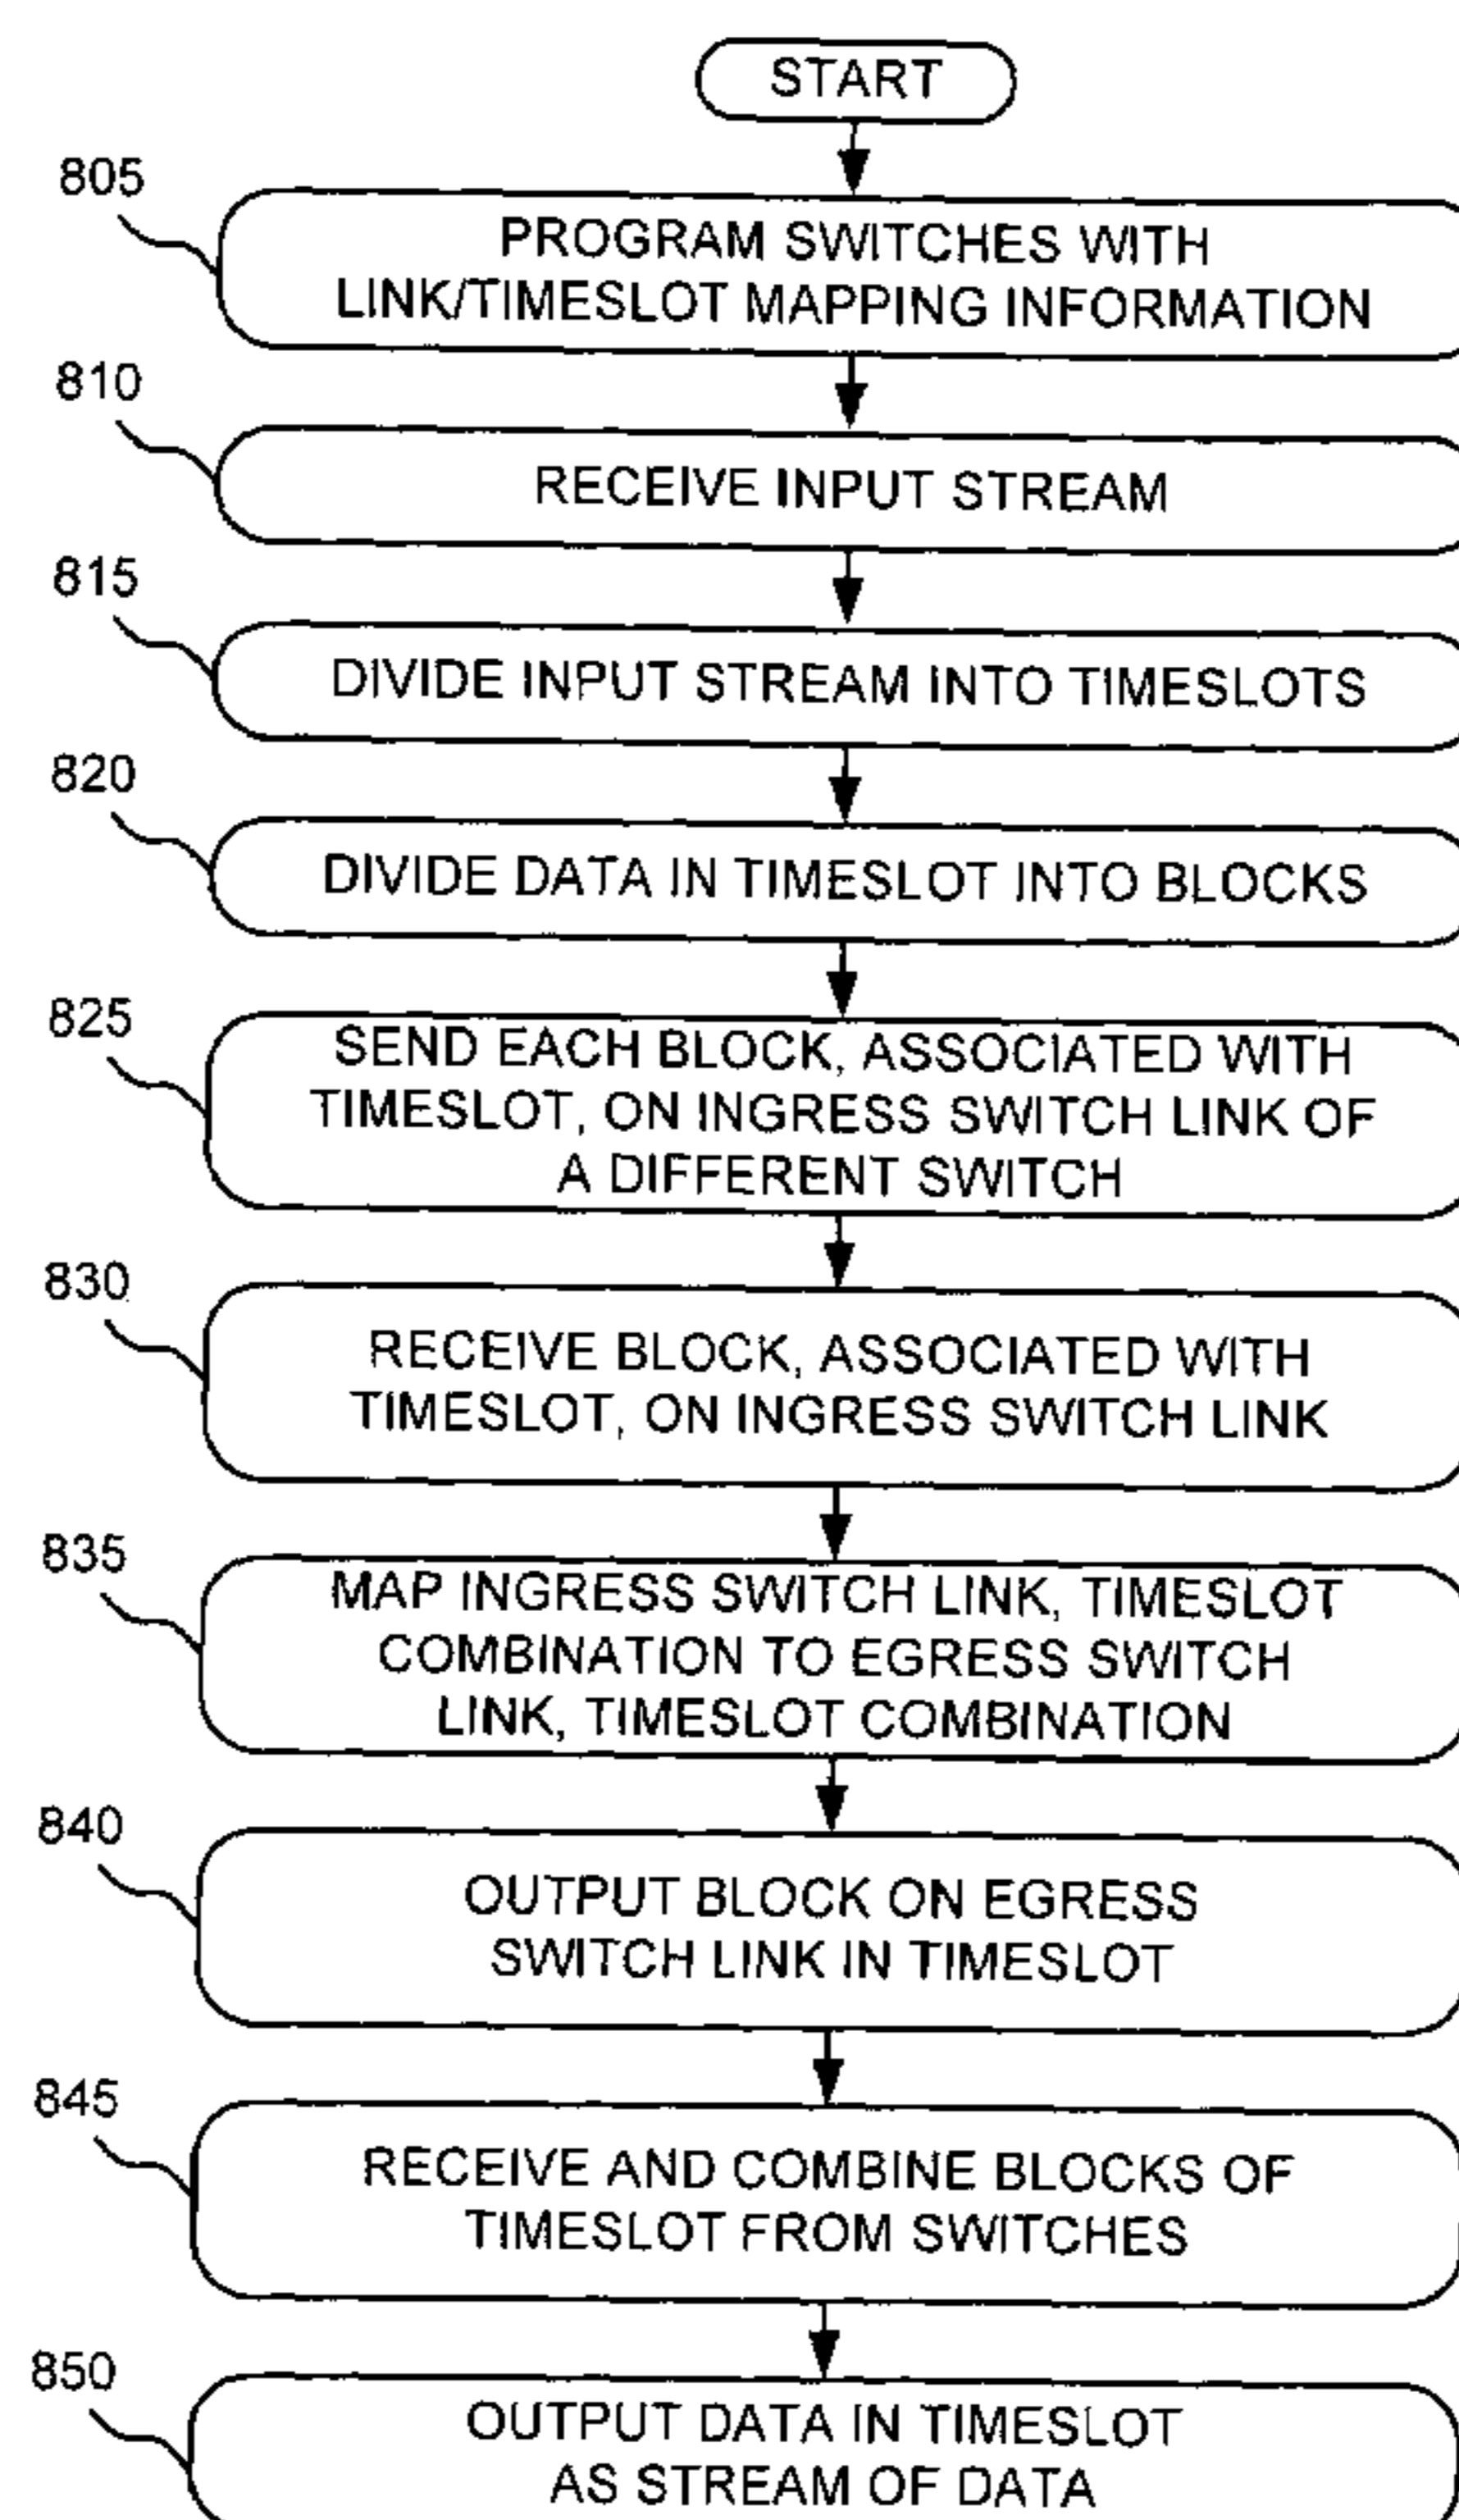 START
805
PROGRAM SWITCHES WITH
LINK/TIMESLOT MAPPING INFORMATION
810
RECEIVE INPUT STREAM
815
DIVIDE INPUT STREAM INTO TIMESLOTS
820
DIVIDE DATA IN TIMESLOT INTO BLOCKS
825
SEND EACH BLOCK, ASSOCIATED WITH
TIMESLOT, ON INGRESS SWITCH LINK OF
A DIFFERENT SWITCH
830
RECEIVE BLOCK, ASSOCIATED WITH
TIMESLOT, ON INGRESS SWITCH LINK
835
MAP INGRESS SWITCH LINK, TIMESLOT
COMBINATION TO EGRESS SWITCH
LINK, TIMESLOT COMBINATION
840
OUTPUT BLOCK ON EGRESS
SWITCH LINK IN TIMESLOT
845
RECEIVE AND COMBINE BLOCKS OF
TIMESLOT FROM SWITCHES
850
OUTPUT DATA IN TIMESLOT
AS STREAM OF DATA